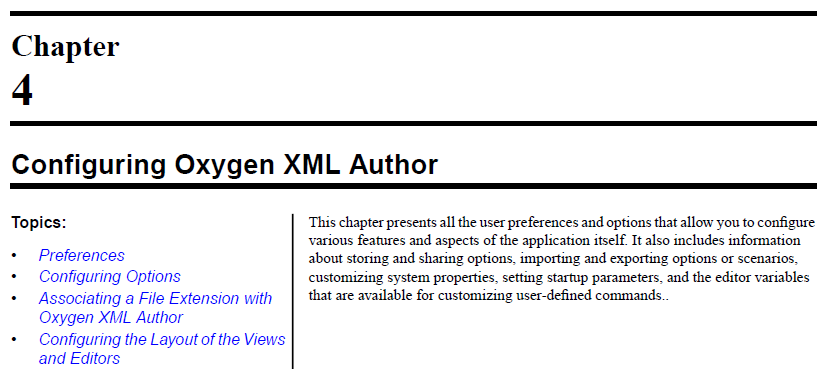 Chapter
4
Configuring Oxygen XML Author
Topics:
• Preferences
• Configuring Options
• Associating a File Extension with
Oxygen XML Author
• Configuring the Layout of the Views
and Editors
This chapter presents all the user preferences and options that allow you to configure
various features and aspects of the application itself. It also includes information
about storing and sharing options, importing and exporting options or scenarios,
customizing system properties, setting startup parameters, and the editor variables
that are available for customizing user-defined commands..